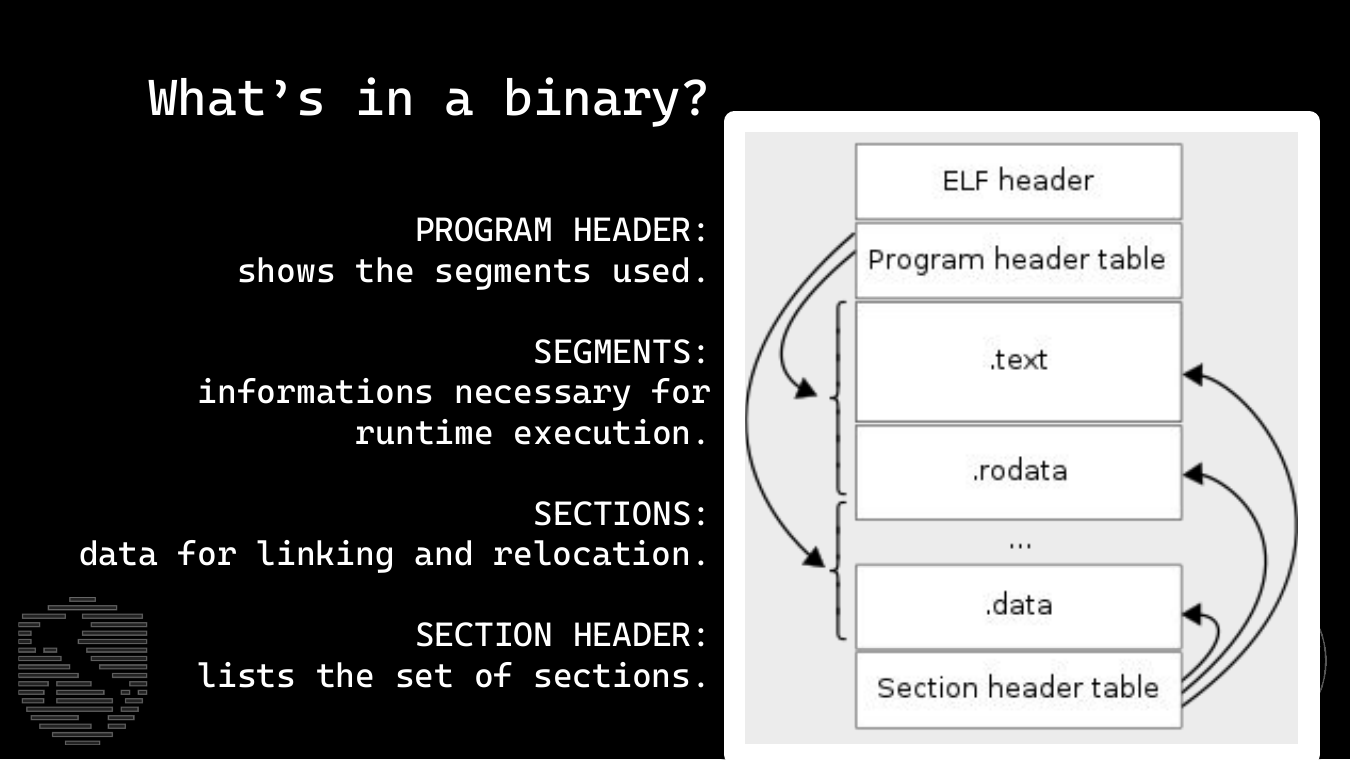 What’s in a binary?
PROGRAM HEADER:
shows the segments used.
SEGMENTS:
informations necessary for
runtime execution.
SECTIONS:
data for linking and relocation.
SECTION HEADER:
lists the set of sections.
ELF header
Program header table
.text
.rodata
...
.data
Section header table